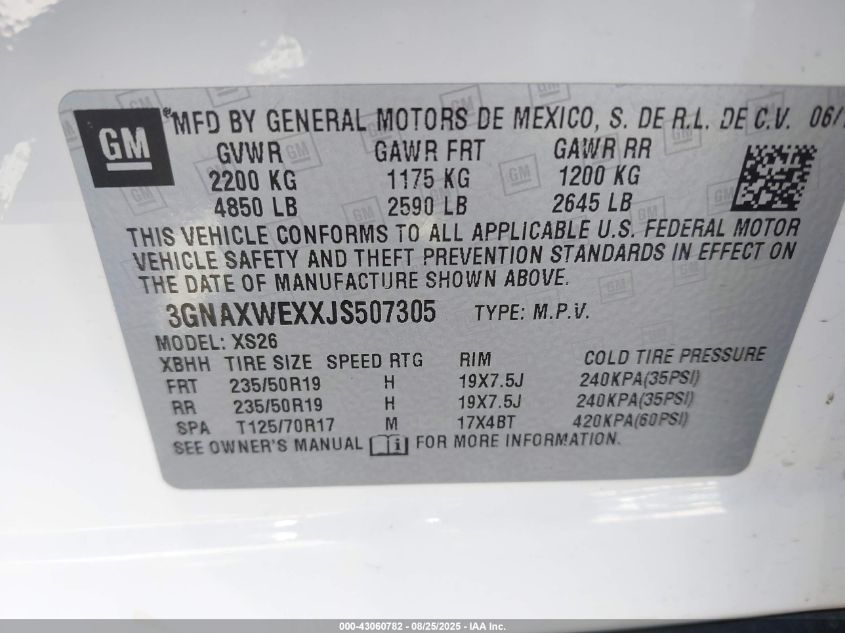 GM
MFD BY GENERAL MOTORS DE MEXICO, S. DE R.L. DE C.V. 06/
GVWR GAWR FRT GAWR RR
2200 KG 1175 KG 1200 KG
4850 LB 2590 LB 2645 LB
THIS VEHICLE CONFORMS TO ALL APPLICABLE U.S. FEDERAL MOTOR
VEHICLE SAFETY AND THEFT PREVENTION STANDARDS IN EFFECT ON
THE DATE OF MANUFACTURE SHOWN ABOVE.
3GNAXWEXXJS507305 TYPE: M.P.V.
MODEL: XS26
XBHH TIRE SIZE SPEED RTG RIM COLD TIRE PRESSURE
FRT 235/50R19 H 19X7.5J 240KPA(35PSI)
RR 235/50R19 H 19X7.5J 240KPA(35PSI)
SPA T125/70R17 M 17X4BT 420KPA(60PSI)
SEE OWNER'S MANUAL i FOR MORE INFORMATION.
000-43060782 - 08/25/2025 - IAA Inc.